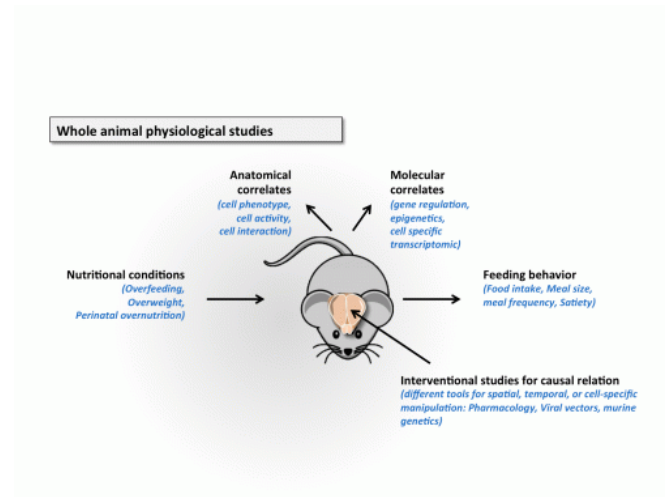 Whole animal physiological studies
Anatomical
correlates
(cell phenotype,
cell activity,
cell interaction)
Molecular
correlates
(gene regulation,
epigenetics,
cell specific
transcriptomic)
Nutritional conditions
(Overfeeding,
Overweight,
Perinatal overnutrition)
Feeding behavior
(Food intake, Meal size,
meal frequency, Satiety)
Interventional studies for causal relation
(different tools for spatial, temporal, or cell-specific
manipulation: Pharmacology, Viral vectors, murine
genetics)